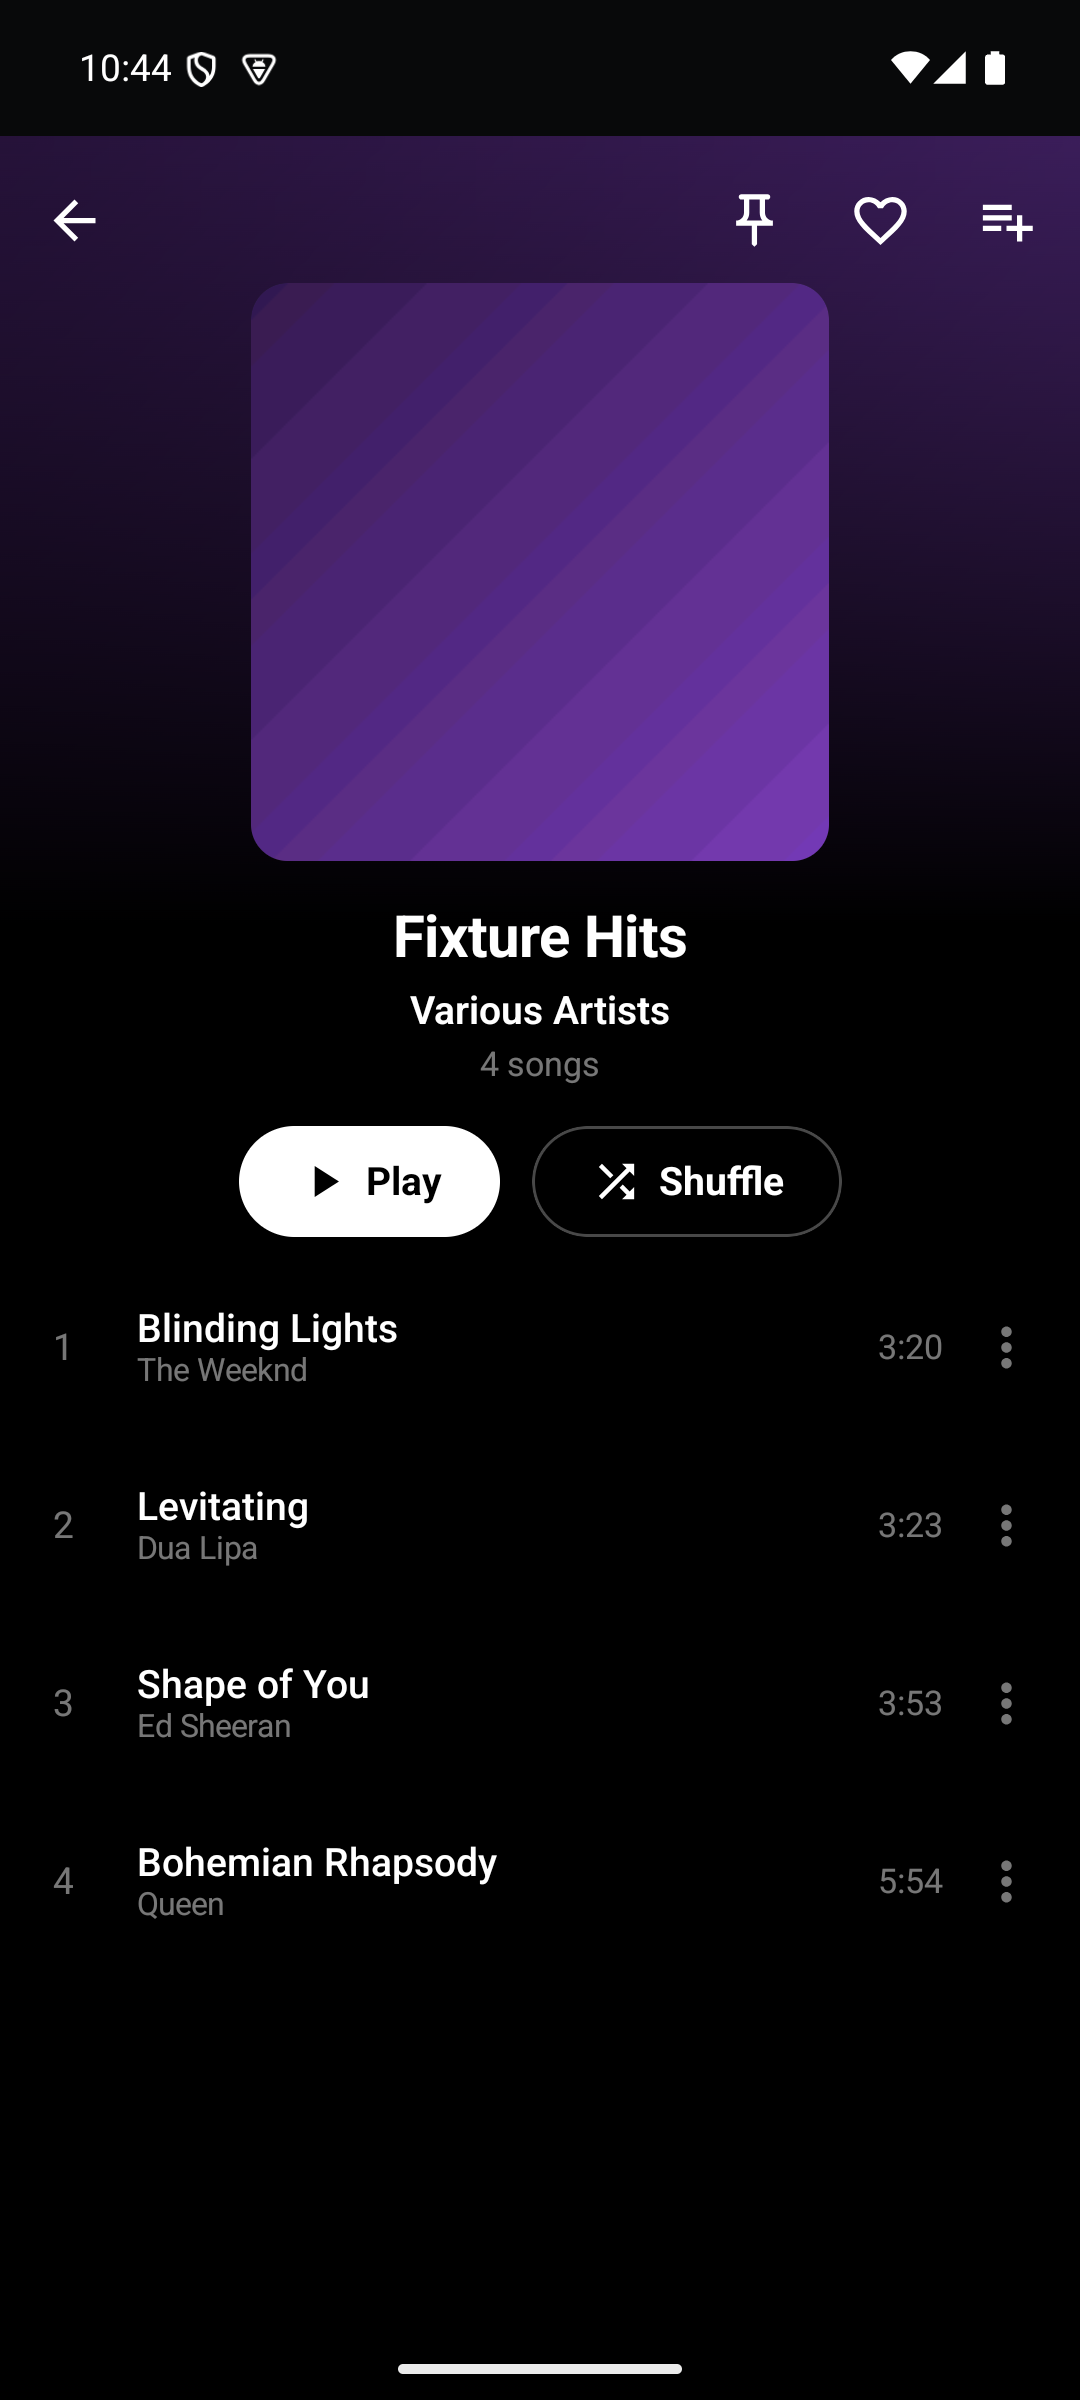 10:44
Fixture Hits
Various Artists
4 songs
Play
Shuffle
1
Blinding Lights
The Weeknd
3:20
2
Levitating
Dua Lipa
3:23
3
Shape of You
Ed Sheeran
3:53
4
Bohemian Rhapsody
Queen
5:54